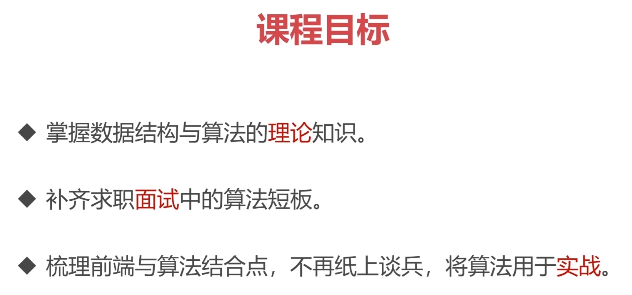 课程目标
◆ 掌握数据结构与算法的理论知识。
◆ 补齐求职面试中的算法短板。
◆ 梳理前端与算法结合点，不再纸上谈兵，将算法用于实战。